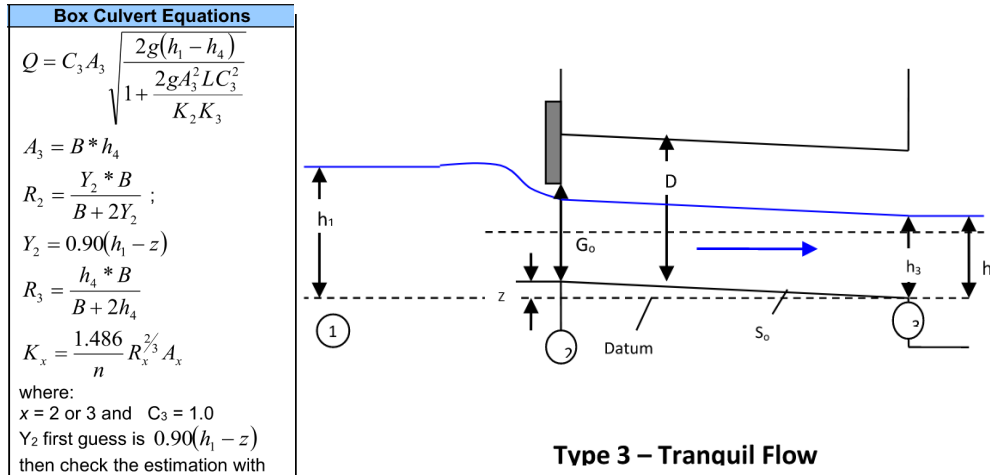 Box Culvert Equations
Q = C₃A₃ √(2g(h₁ − h₄) / (1 + (2gA₃²LC₃²) / (K₂K₃)))
A₃ = B * h₄
R₂ = (Y₂ * B) / (B + 2Y₂) ;
Y₂ = 0.90(h₁ − z)
R₃ = (h₄ * B) / (B + 2h₄)
Kₓ = (1.486 / n) Rₓ^(2/3) Aₓ
where:
x = 2 or 3 and C₃ = 1.0
Y₂ first guess is 0.90(h₁ − z)
then check the estimation with
D
h₁
Gₒ
h₃
h
z
1
2
Datum
Sₒ
3
Type 3 – Tranquil Flow